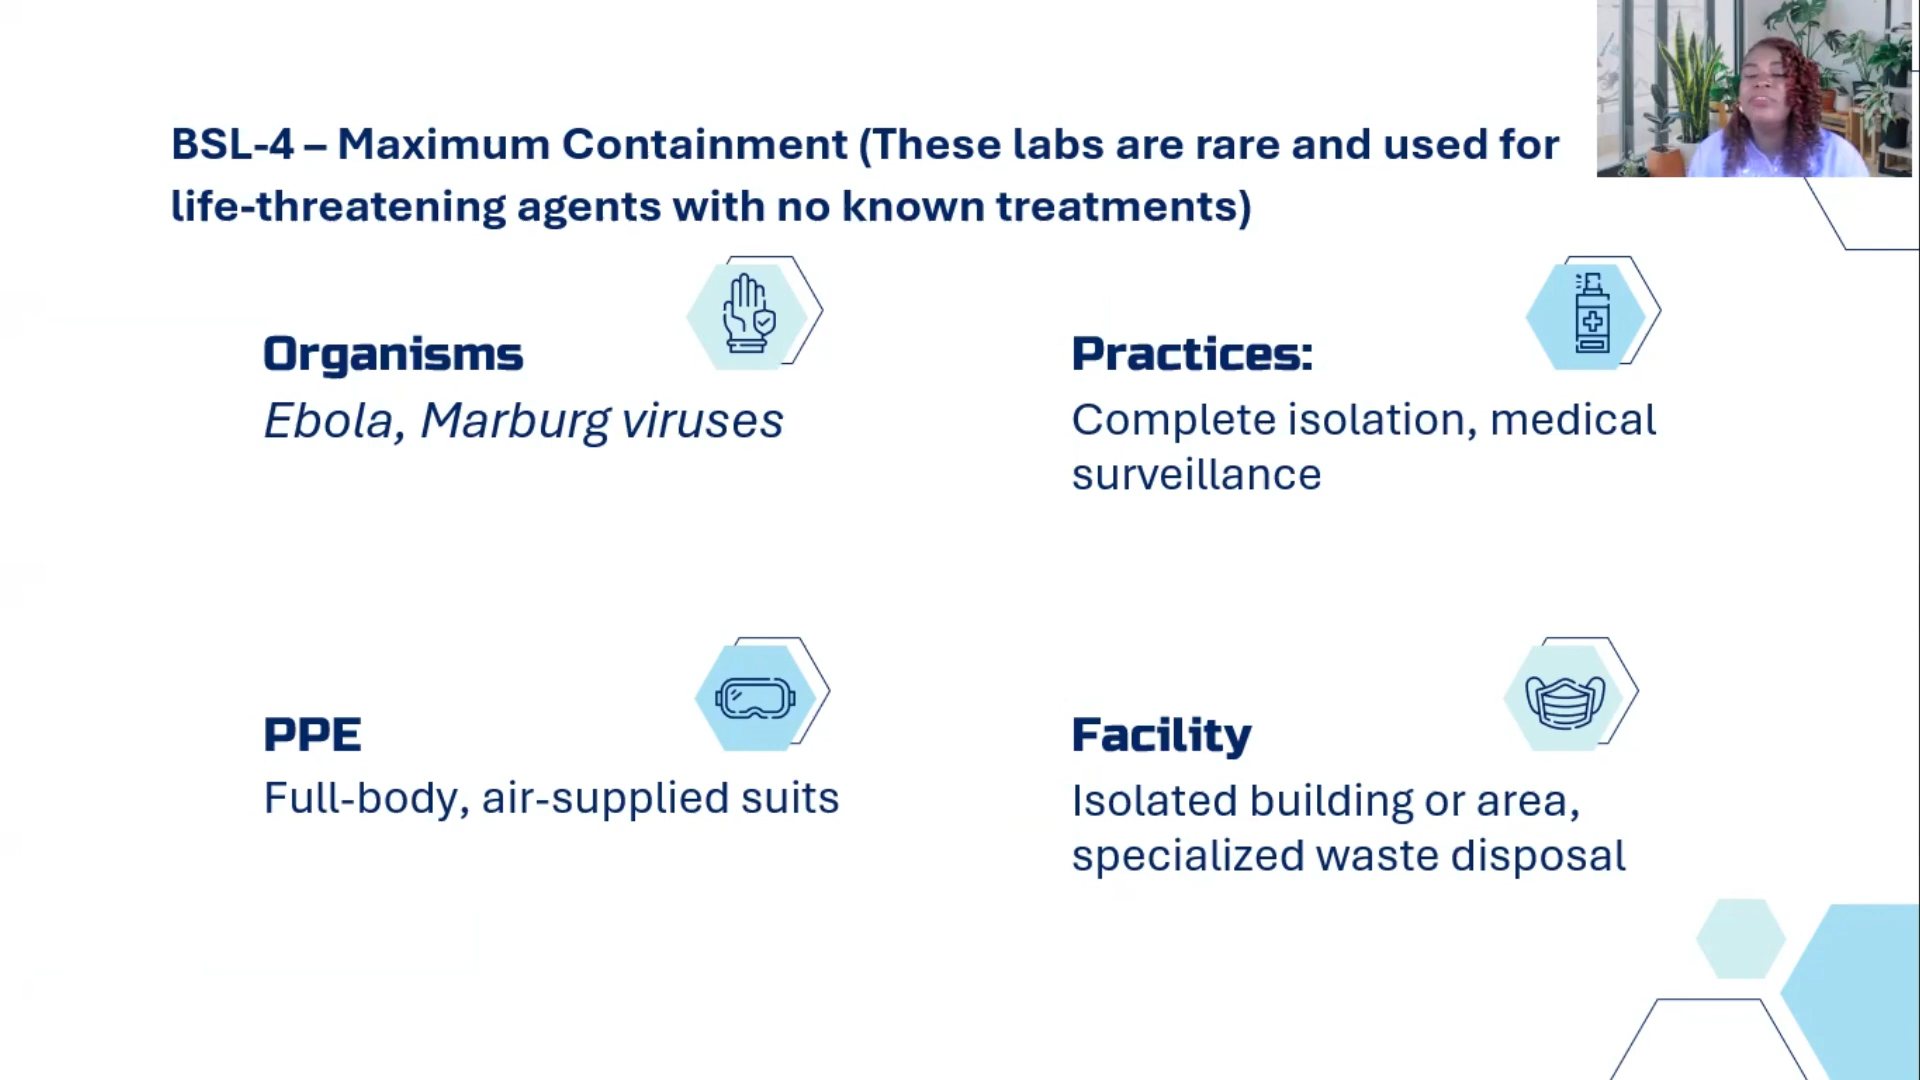 BSL-4 – Maximum Containment (These labs are rare and used for
life-threatening agents with no known treatments)
Organisms
Ebola, Marburg viruses
Practices:
Complete isolation, medical
surveillance
PPE
Full-body, air-supplied suits
Facility
Isolated building or area,
specialized waste disposal